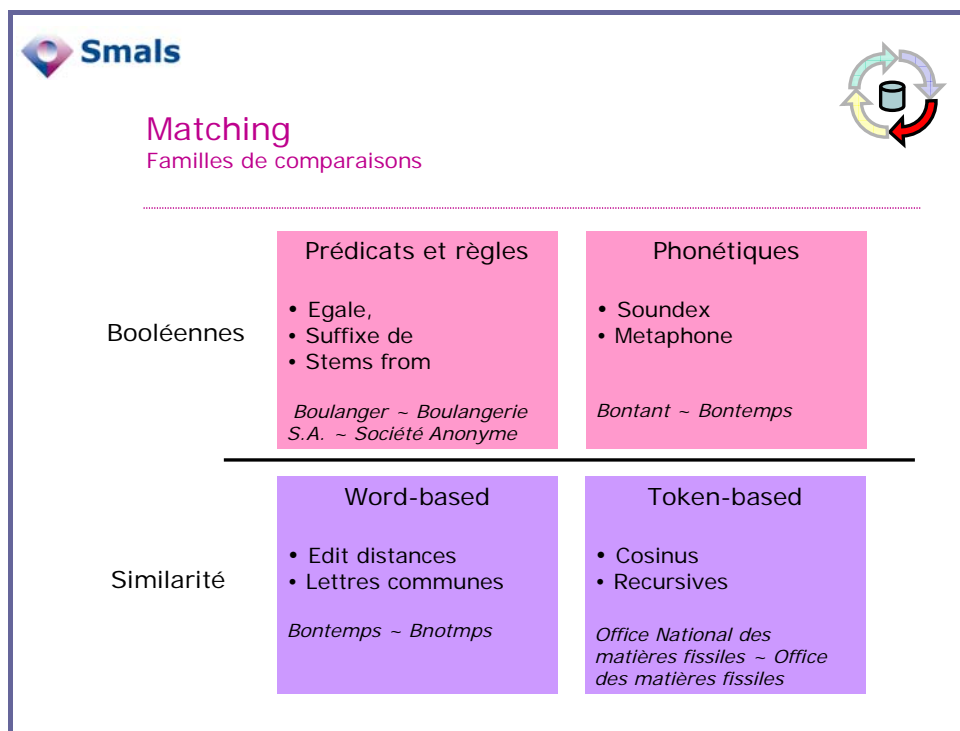 Smals
Matching
Familles de comparaisons
Booléennes
Prédicats et règles
• Egale,
• Suffixe de
• Stems from
Boulanger ~ Boulangerie
S.A. ~ Société Anonyme
Phonétiques
• Soundex
• Metaphone
Bontant ~ Bontemps
Similarité
Word-based
• Edit distances
• Lettres communes
Bontemps ~ Bnotmps
Token-based
• Cosinus
• Recursives
Office National des
matières fissiles ~ Office
des matières fissiles